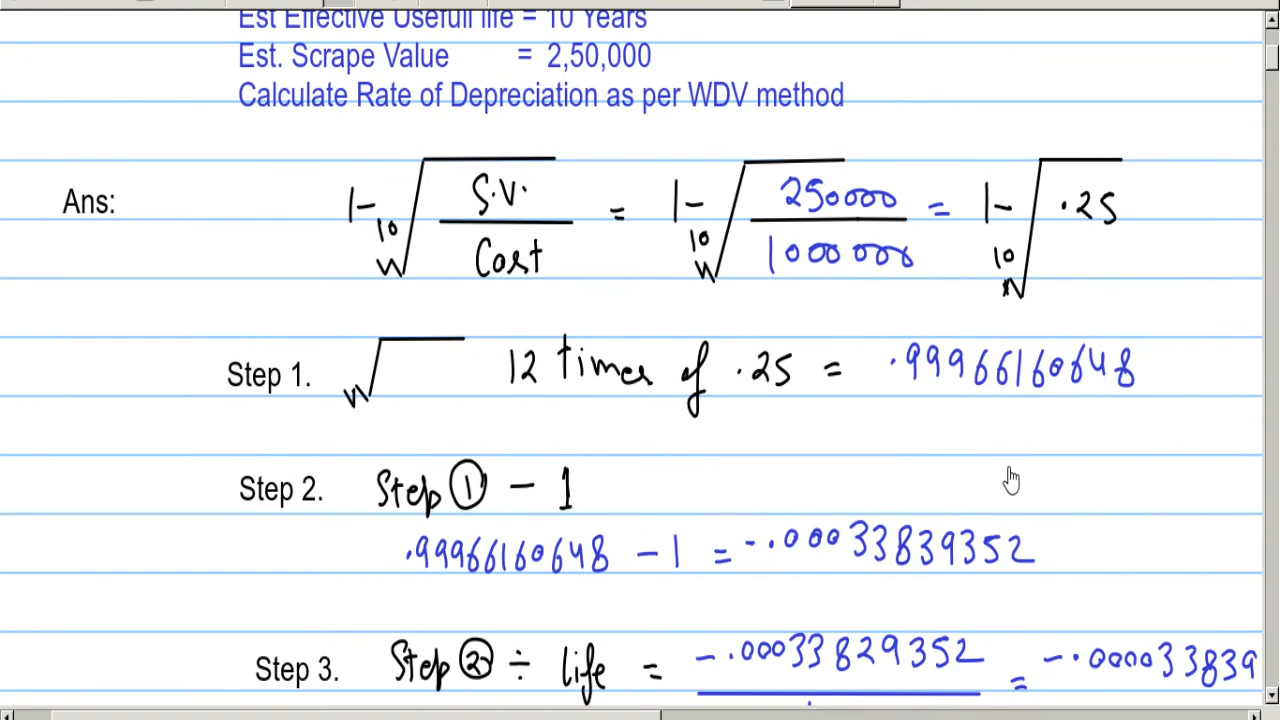 Est Effective Usefull life = 10 Years
Est. Scrape Value = 2,50,000
Calculate Rate of Depreciation as per WDV method
Ans: 1- 10√ S.V. / Cost = 1- 10√ 250000 / 1000000 = 1- 10√ .25
Step 1. √ 12 times of .25 = .99966160648
Step 2. Step ① - 1
.99966160648 - 1 = -.00033839352
Step 3. Step ② ÷ life = -.00033829352 = -.000033839